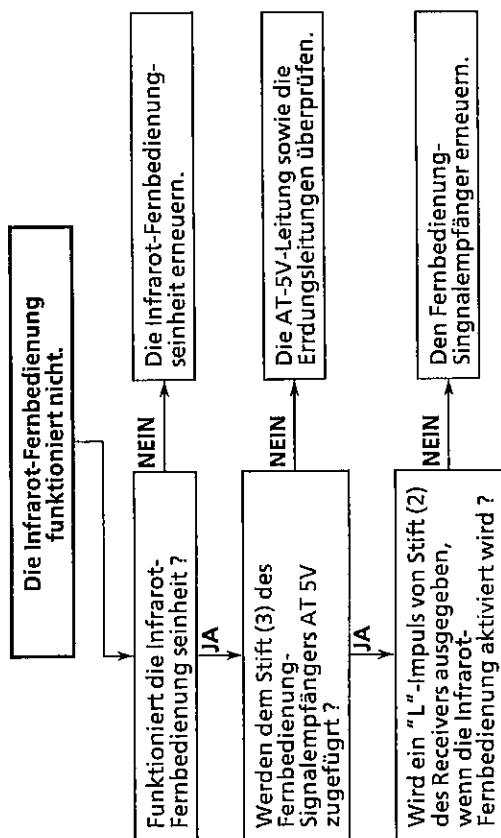 Die Infrarot-Fernbedienung
funktioniert nicht.
Funktioniert die Infrarot-
Fernbedienung seinheit ?
NEIN
Die Infrarot-Fernbedienung-
seinheit erneuern.
JA
Werden dem Stift (3) des
Fernbedienung-
Signalempfängers AT 5V
zugefügrt ?
NEIN
Die AT-5V-Leitung sowie die
Errdungsleitungen überprüfen.
JA
Wird ein "L"-Impuls von Stift (2)
des Receivers ausgegeben,
wenn die Infrarot-
Fernbedienung aktiviert wird ?
NEIN
Den Fernbedienung-
Singnalempfänger erneuern.